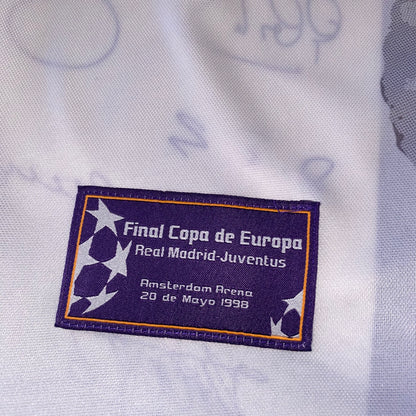 Final Copa de Europa
Real Madrid-Juventus
Amsterdam Arena
20 de Mayo 1998